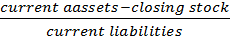 current aassets−closing stock
current liabilities